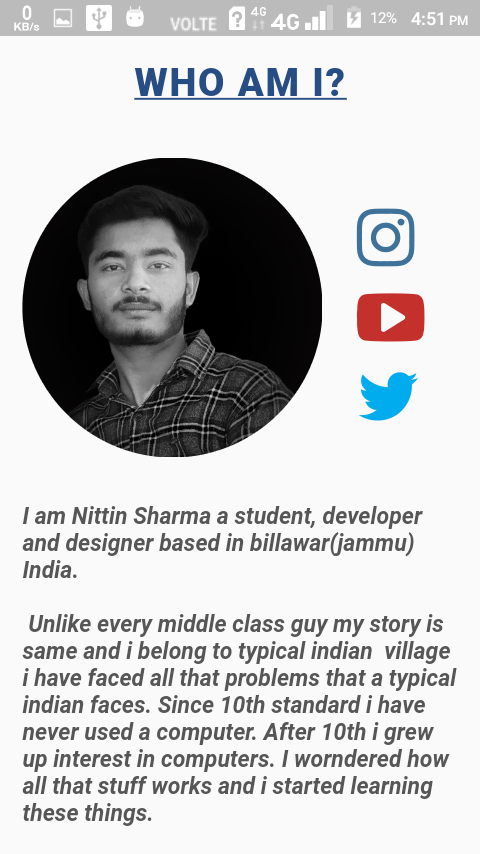 0
KB/s
VOLTE
4G
4G
12%
4:51 PM
WHO AM I?
I am Nittin Sharma a student, developer
and designer based in billawar(jammu)
India.
Unlike every middle class guy my story is
same and i belong to typical indian  village
i have faced all that problems that a typical
indian faces. Since 10th standard i have
never used a computer. After 10th i grew
up interest in computers. I worndered how
all that stuff works and i started learning
these things.